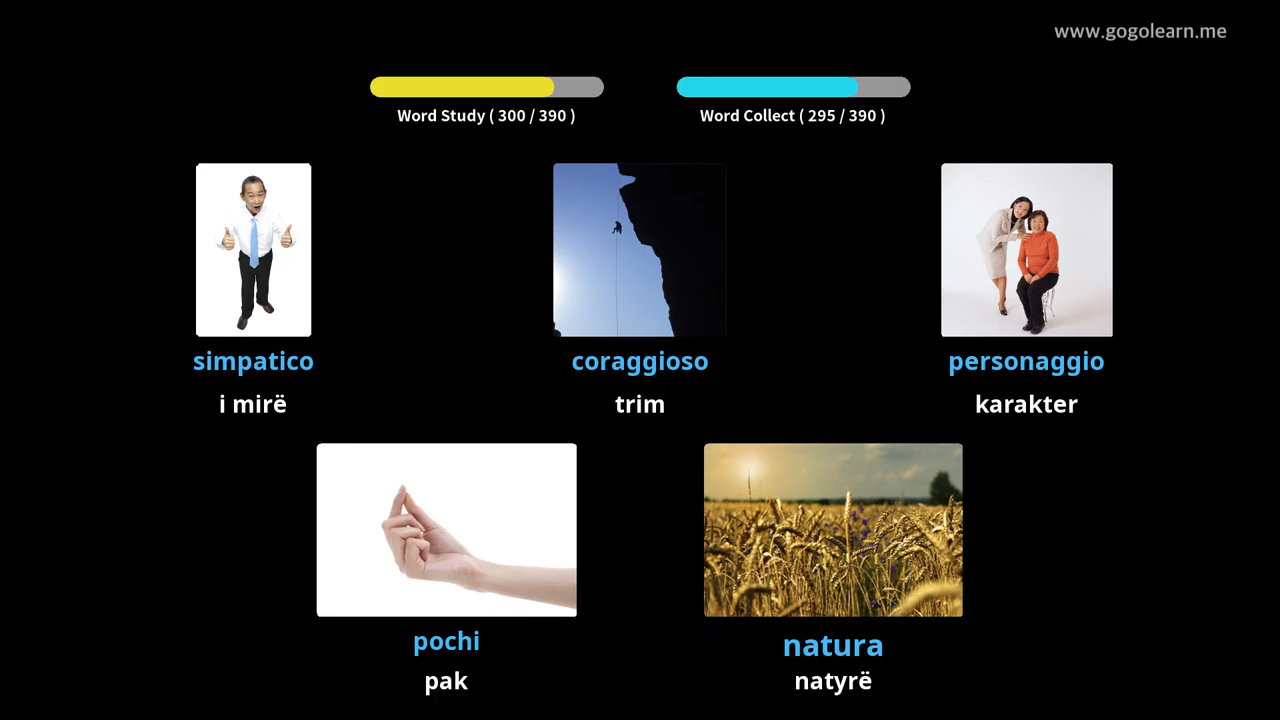 www.gogolearn.me
Word Study ( 300 / 390 )
Word Collect ( 295 / 390 )
simpatico
i mirë
coraggioso
trim
personaggio
karakter
pochi
pak
natura
natyrë